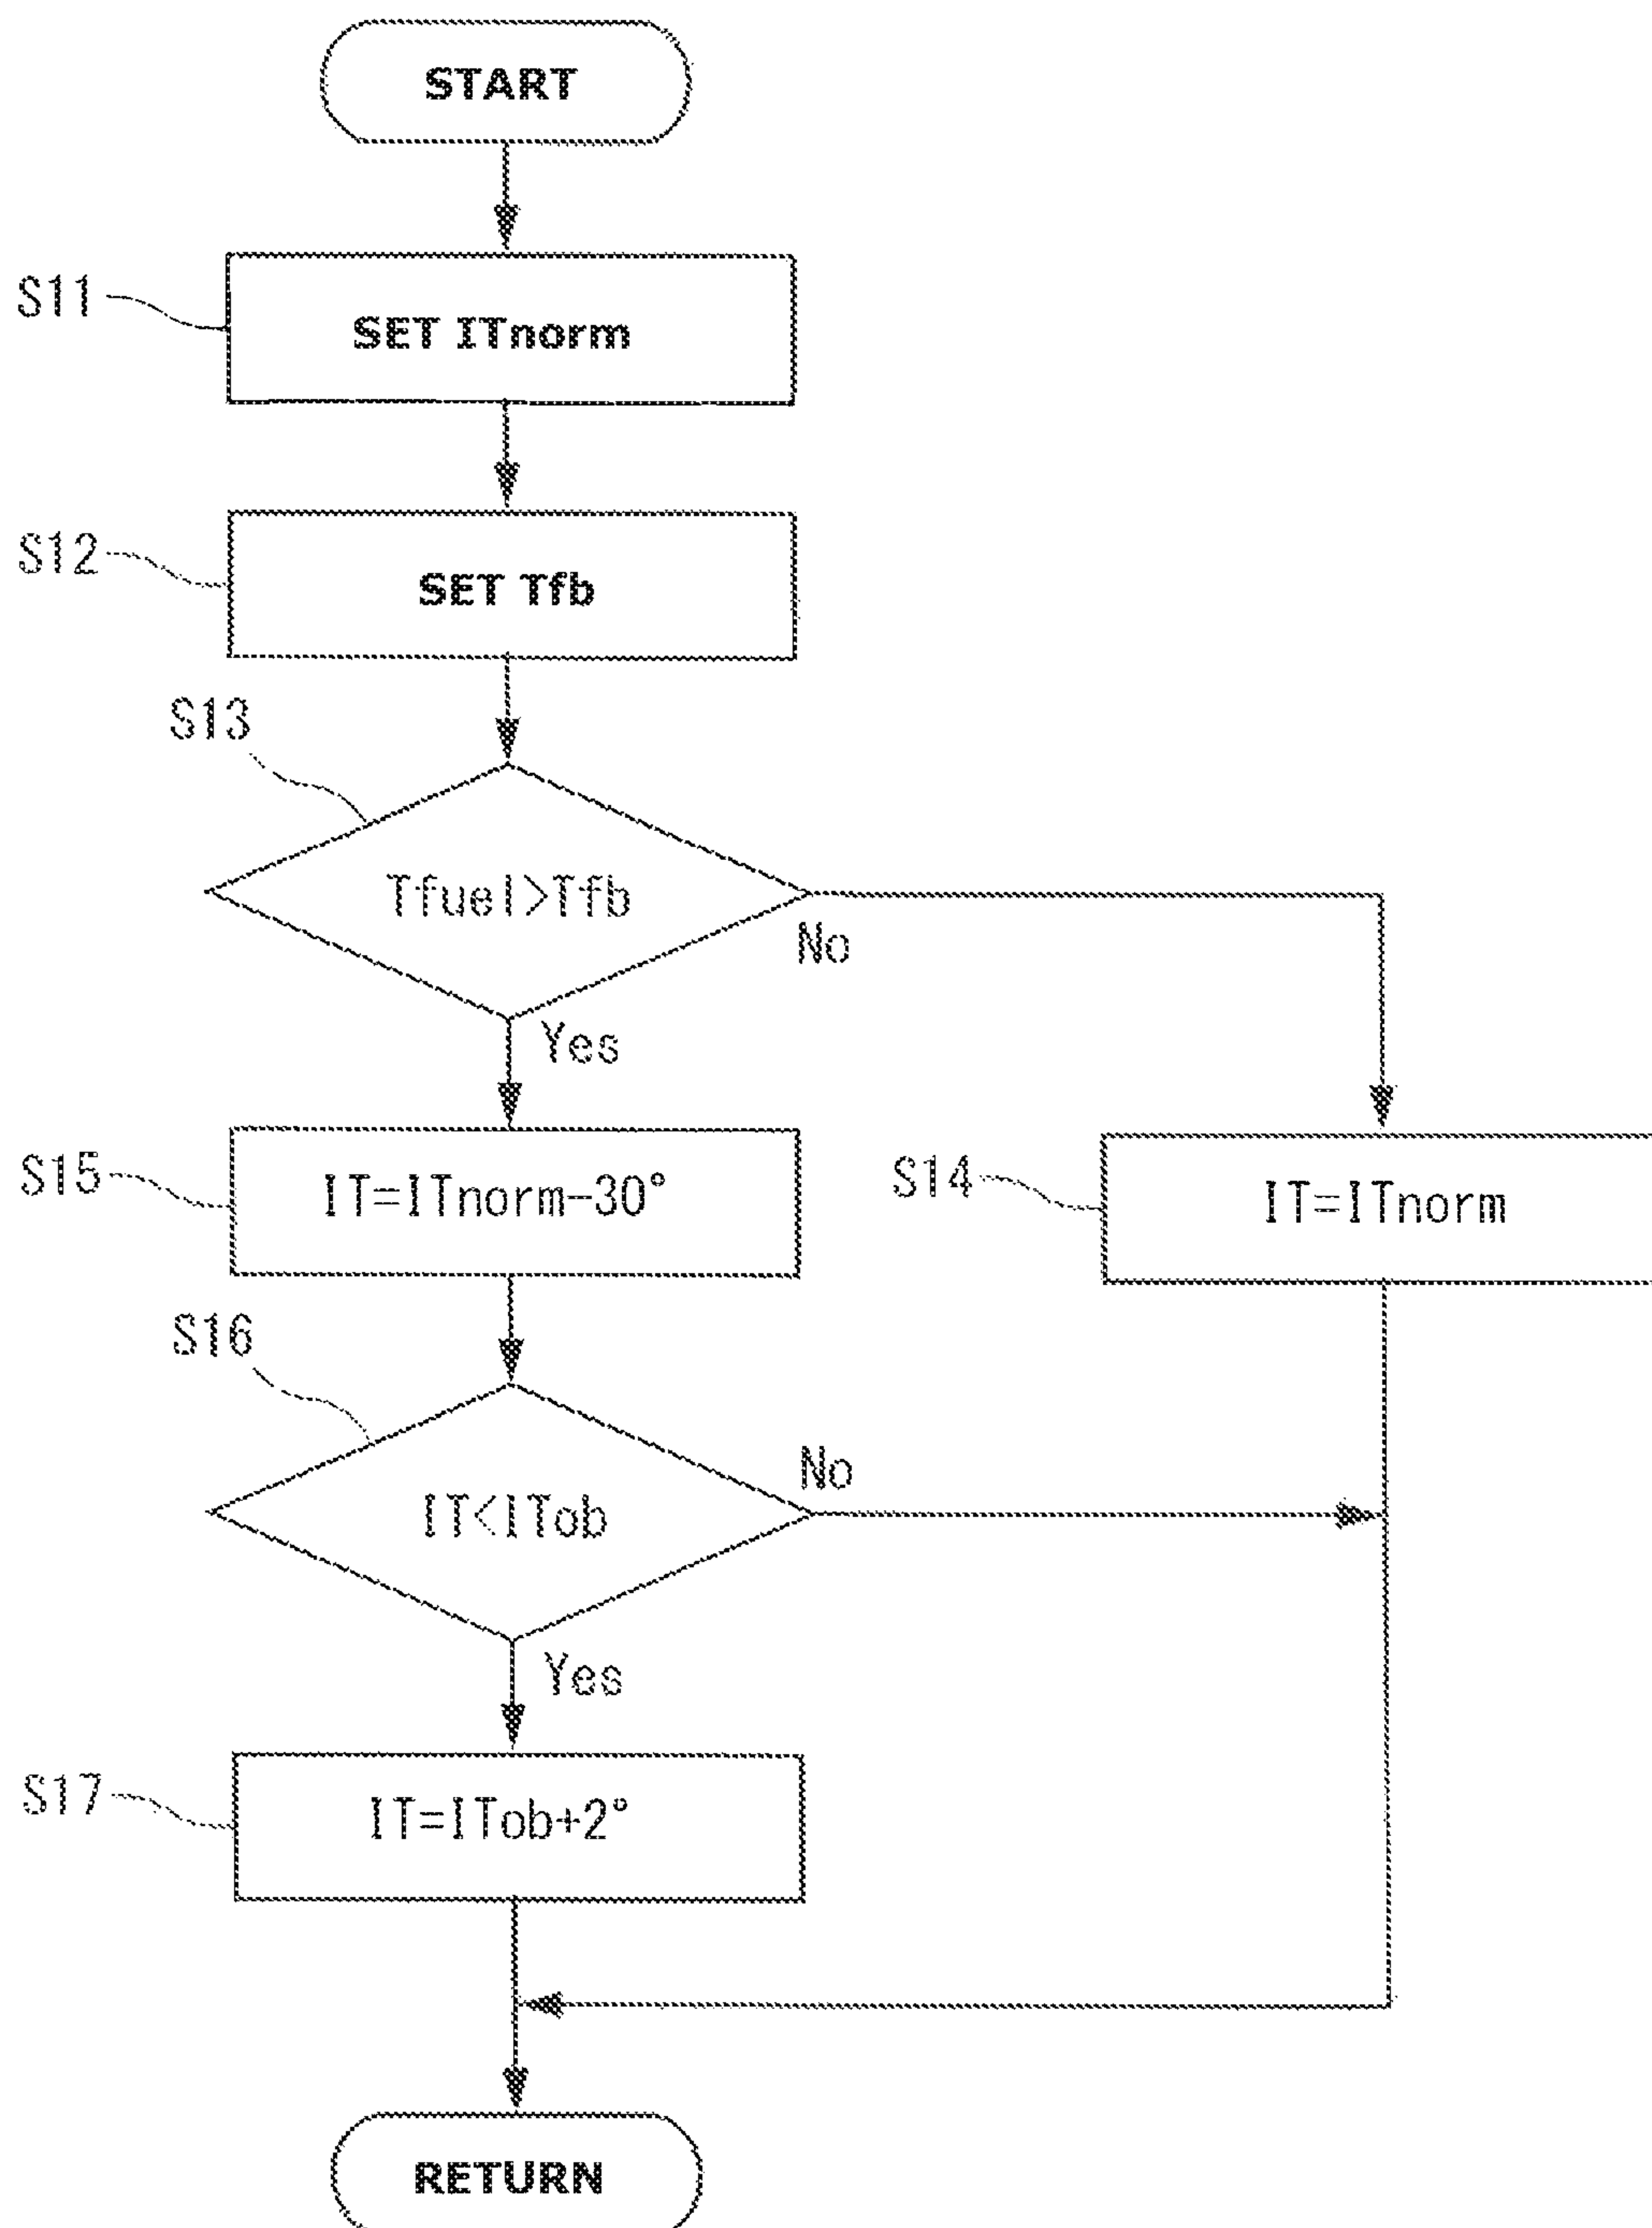 START
S11
SET ITnorm
S12
SET Tfb
S13
Tfuel>Tfb
No
Yes
S15
IT=ITnorm-30°
S14
IT=ITnorm
S16
IT<ITob
No
Yes
S17
IT=ITob+2°
RETURN